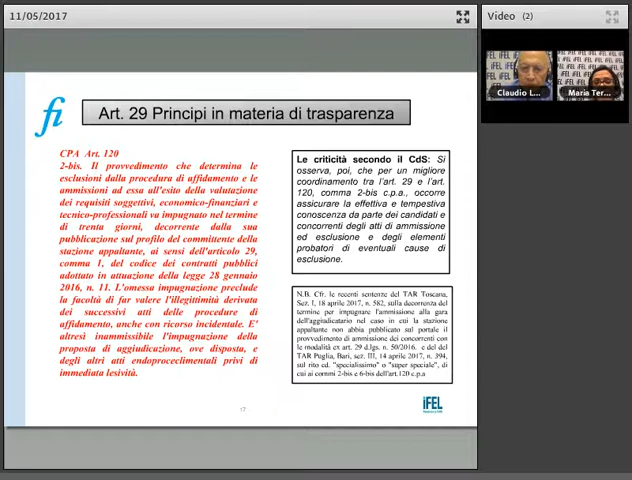 11/05/2017
Video (2)
Claudio L...
Maria Ter...
Art. 29 Principi in materia di trasparenza
CPA Art. 120
2-bis. Il provvedimento che determina le
esclusioni dalla procedura di affidamento e le
ammissioni ad essa all'esito della valutazione
dei requisiti soggettivi, economico-finanziari e
tecnico-professionali va impugnato nel termine
di trenta giorni, decorrente dalla sua
pubblicazione sul profilo del committente della
stazione appaltante, ai sensi dell'articolo 29,
comma 1, del codice dei contratti pubblici
adottato in attuazione della legge 28 gennaio
2016, n. 11. L'omessa impugnazione preclude
la facoltà di far valere l'illegittimità derivata
dei successivi atti delle procedure di
affidamento, anche con ricorso incidentale. E'
altresì inammissibile l'impugnazione della
proposta di aggiudicazione, ove disposta, e
degli altri atti endoprocedimentali privi di
immediata lesività.
Le criticità secondo il CdS: Si
osserva, poi, che per un migliore
coordinamento tra l'art. 29 e l'art.
120, comma 2-bis c.p.a., occorre
assicurare la effettiva e tempestiva
conoscenza da parte dei candidati e
concorrenti degli atti di ammissione
ed esclusione e degli elementi
probatori di eventuali cause di
esclusione.
N.B. Cfr. le recenti sentenze del TAR Toscana,
Sez. I, 18 aprile 2017, n. 582, sulla decorrenza del
termine per impugnare l'ammissione alla gara
dell'aggiudicatario nel caso in cui la stazione
appaltante non abbia pubblicato sul portale il
provvedimento di ammissione dei concorrenti con
le modalità ex art. 29 d.lgs. n. 50/2016. e del del
TAR Puglia, Bari, sez. III, 14 aprile 2017, n. 394,
sul rito cd. "specialissimo" o "super speciale", di
cui ai commi 2-bis e 6-bis dell'art.120 c.p.a
17
iFEL